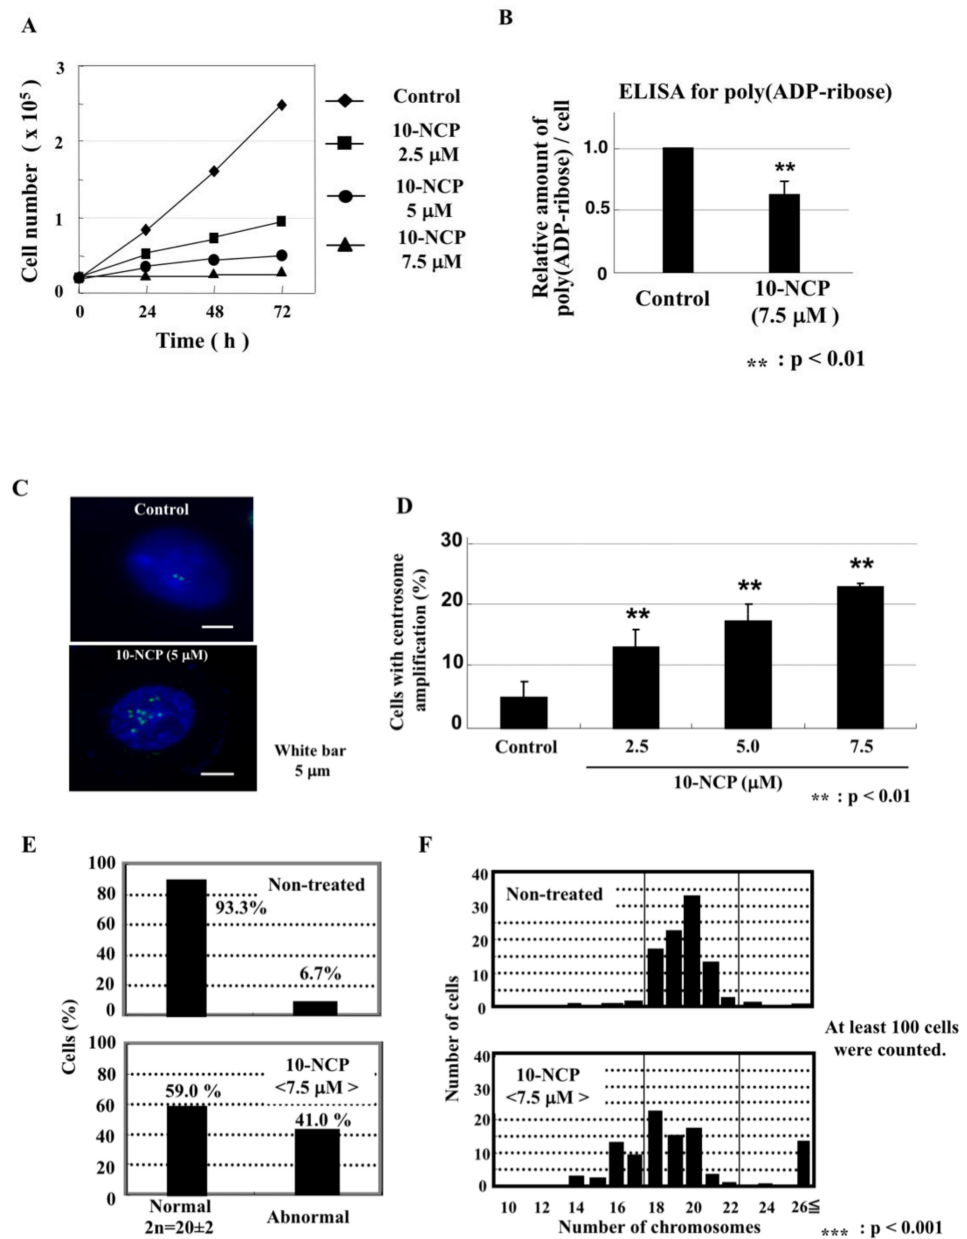 A
3
2
1
0
Cell number ( x 10⁵ )
0 24 48 72
Time ( h )
Control
10-NCP
2.5 μM
10-NCP
5 μM
10-NCP
7.5 μM
B
ELISA for poly(ADP-ribose)
Relative amount of
poly(ADP-ribose) / cell
1.0
0.5
0
**
Control
10-NCP
(7.5 μM )
** : p < 0.01
C
Control
10-NCP (5 μM)
White bar
5 μm
D
Cells with centrosome
amplification (%)
30
20
10
0
**
**
**
Control 2.5 5.0 7.5
10-NCP (μM)
** : p < 0.01
E
Cells (%)
100
80
60
40
20
0
Non-treated
93.3%
6.7%
100
80
60
40
20
0
10-NCP
<7.5 μM >
59.0 %
41.0 %
Normal
2n=20±2
Abnormal
F
Number of cells
40
30
20
10
0
Non-treated
At least 100 cells
were counted.
40
30
20
10
0
10-NCP
<7.5 μM >
10 12 14 16 18 20 22 24 26≦
Number of chromosomes
*** : p < 0.001